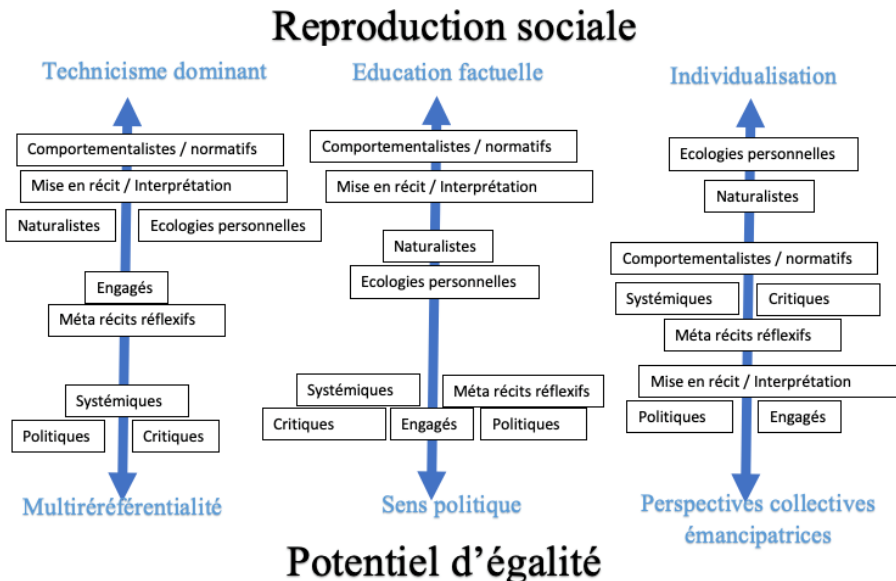 Reproduction sociale
Technicisme dominant
Education factuelle
Individualisation
Comportementalistes / normatifs
Mise en récit / Interprétation
Naturalistes
Ecologies personnelles
Engagés
Méta récits réflexifs
Systémiques
Politiques
Critiques
Multiréréférentialité
Comportementalistes / normatifs
Mise en récit / Interprétation
Naturalistes
Ecologies personnelles
Systémiques
Méta récits réflexifs
Critiques
Engagés
Politiques
Sens politique
Ecologies personnelles
Naturalistes
Comportementalistes / normatifs
Systémiques
Critiques
Méta récits réflexifs
Mise en récit / Interprétation
Politiques
Engagés
Perspectives collectives
émancipatrices
Potentiel d’égalité